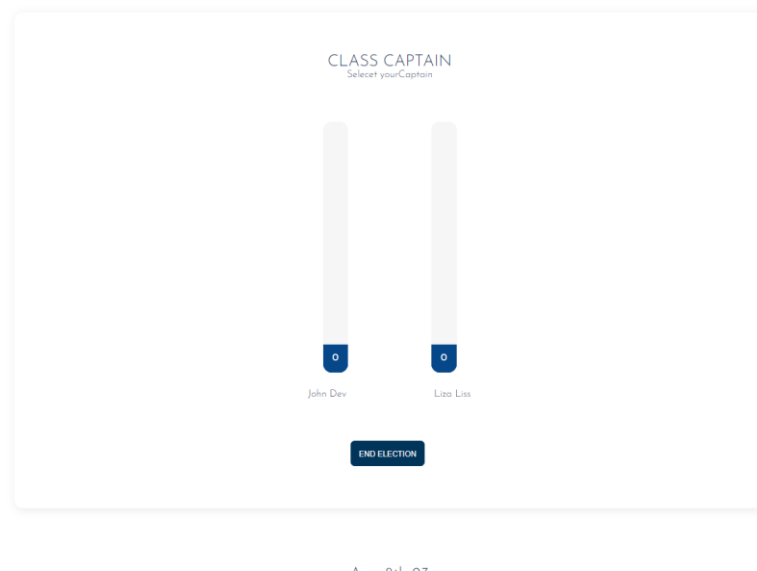 CLASS CAPTAIN
Selecet yourCaptain
0 0
John Dev Liza Liss
END ELECTION